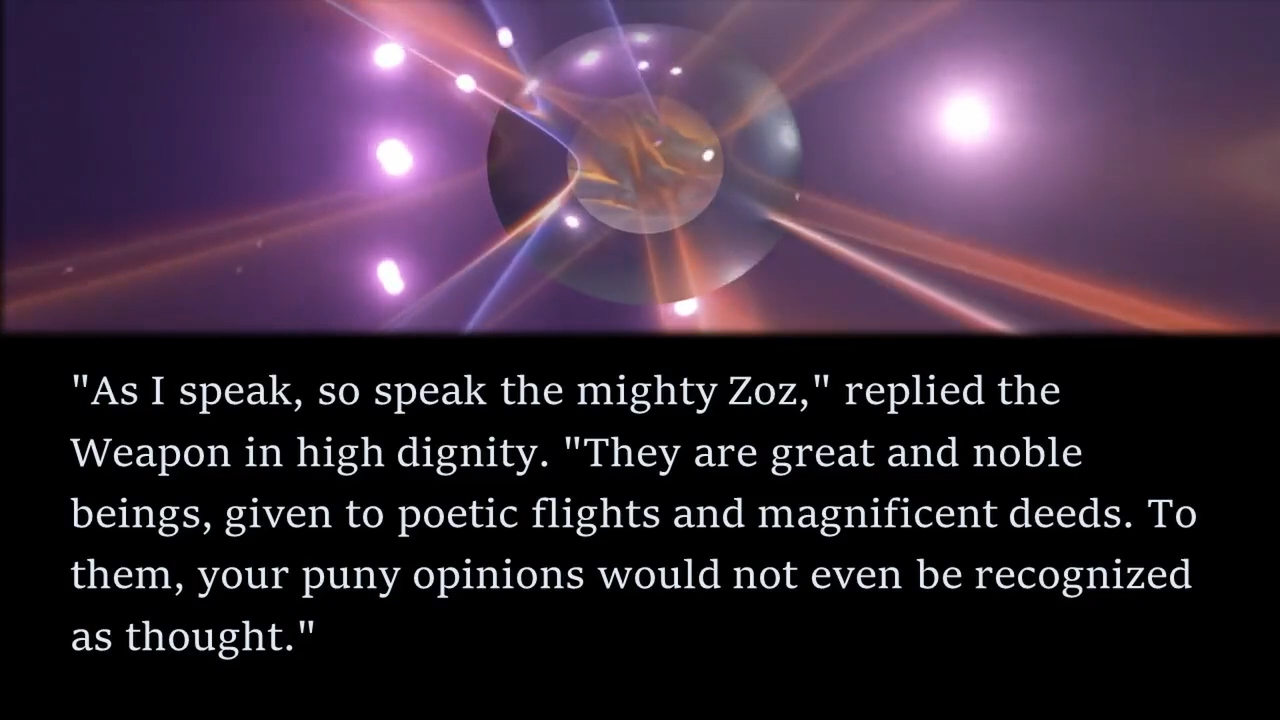 "As I speak, so speak the mighty Zoz," replied the
Weapon in high dignity. "They are great and noble
beings, given to poetic flights and magnificent deeds. To
them, your puny opinions would not even be recognized
as thought."